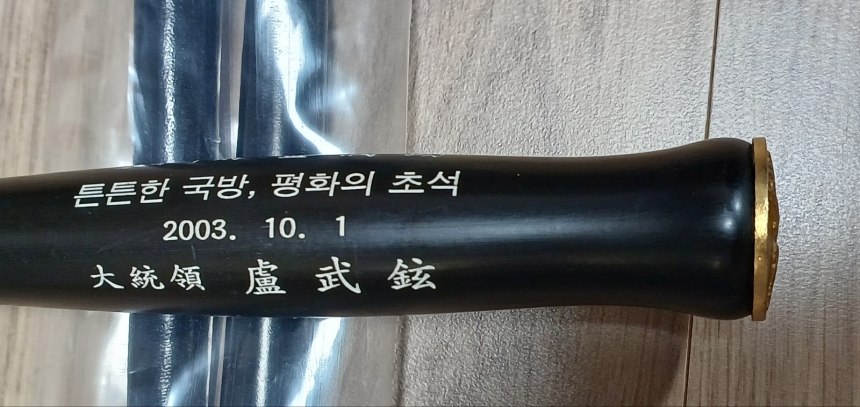 튼튼한 국방, 평화의 초석
2003. 10. 1
大統領 盧武鉉